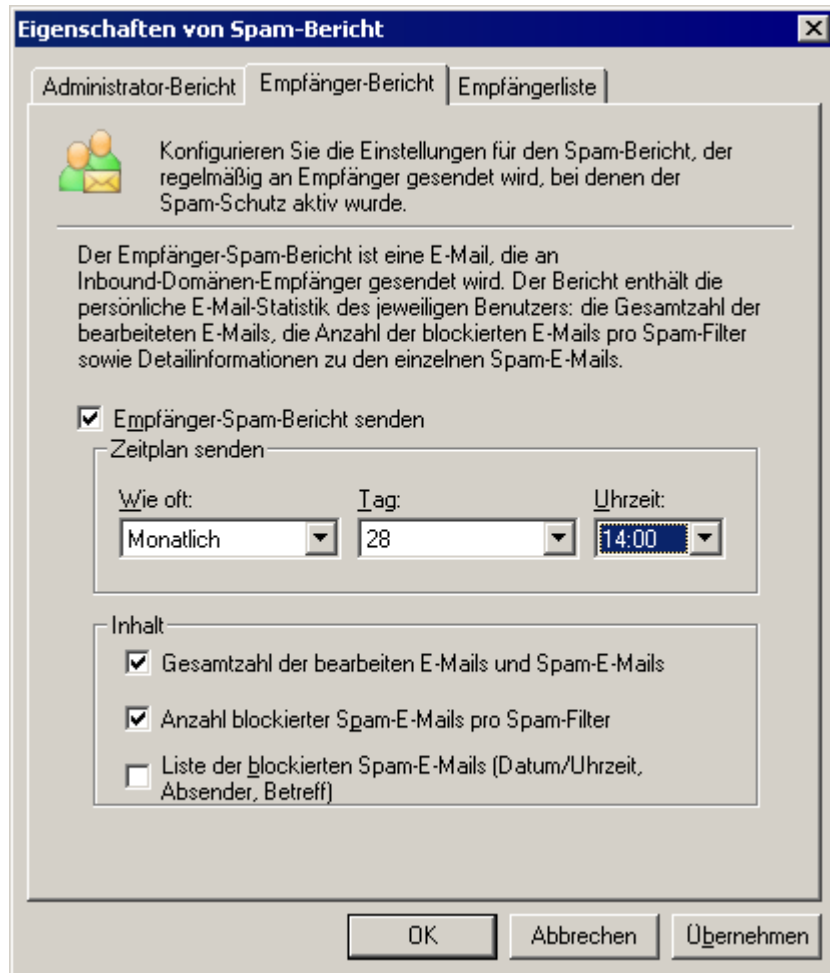 Eigenschaften von Spam-Bericht
Administrator-Bericht Empfänger-Bericht Empfängerliste
Konfigurieren Sie die Einstellungen für den Spam-Bericht, der
regelmäßig an Empfänger gesendet wird, bei denen der
Spam-Schutz aktiv wurde.
Der Empfänger-Spam-Bericht ist eine E-Mail, die an
Inbound-Domänen-Empfänger gesendet wird. Der Bericht enthält die
persönliche E-Mail-Statistik des jeweiligen Benutzers: die Gesamtzahl der
bearbeiteten E-Mails, die Anzahl der blockierten E-Mails pro Spam-Filter
sowie Detailinformationen zu den einzelnen Spam-E-Mails.
Empfänger-Spam-Bericht senden
Zeitplan senden
Wie oft: Tag: Uhrzeit:
Monatlich 28 14:00
Inhalt
Gesamtzahl der bearbeiten E-Mails und Spam-E-Mails
Anzahl blockierter Spam-E-Mails pro Spam-Filter
Liste der blockierten Spam-E-Mails (Datum/Uhrzeit,
Absender, Betreff)
OK Abbrechen Übernehmen